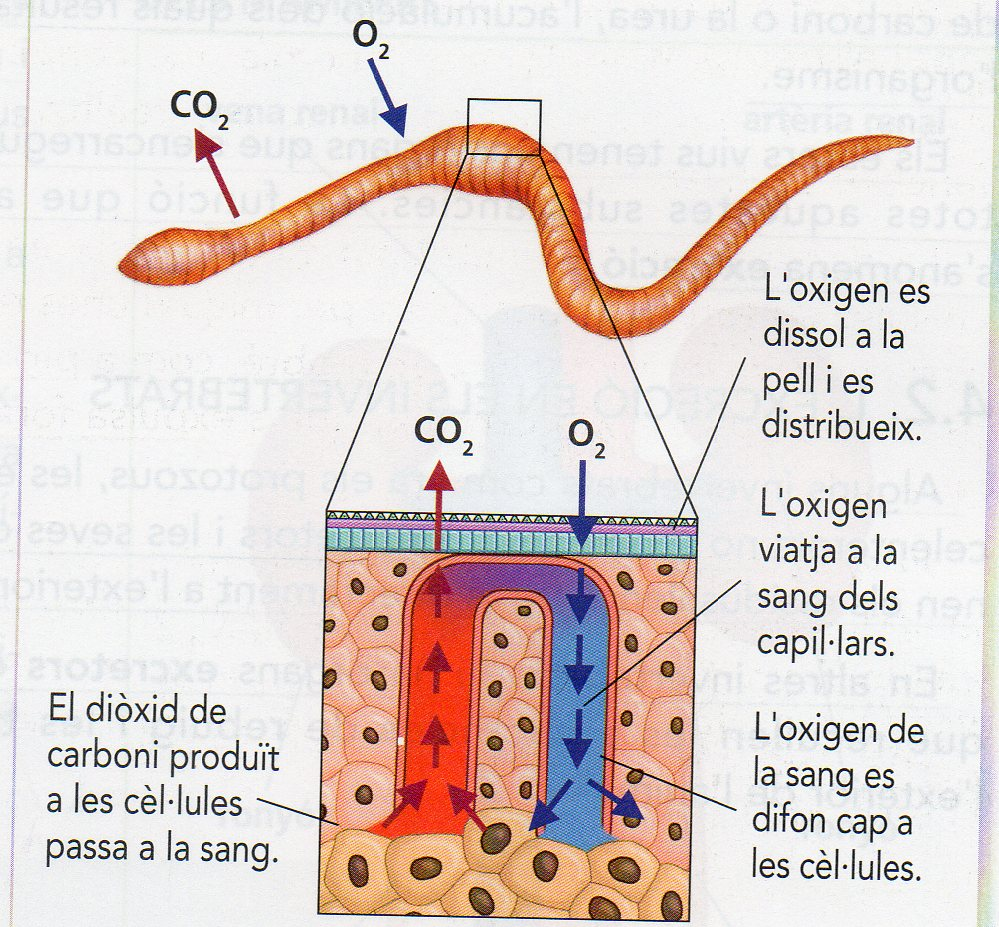 O2
CO2
L'oxigen es
dissol a la
pell i es
distribueix.
CO2
O2
L'oxigen
viatja a la
sang dels
capil·lars.
El diòxid de
carboni produït
a les cèl·lules
passa a la sang.
L'oxigen de
la sang es
difon cap a
les cèl·lules.